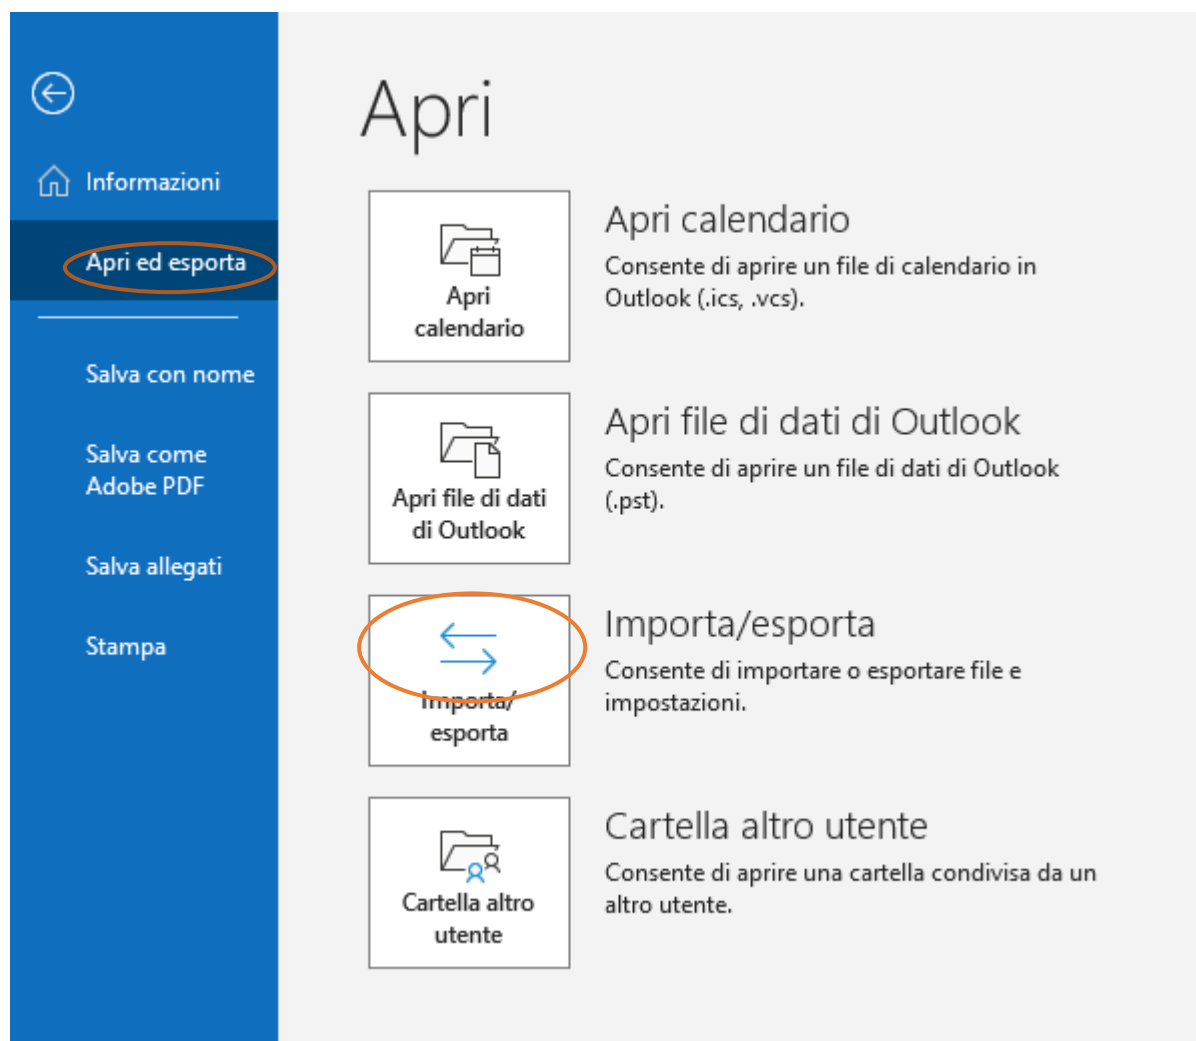 Apri
Informazioni
Apri ed esporta
Salva con nome
Salva come
Adobe PDF
Salva allegati
Stampa
Apri
calendario
Apri calendario
Consente di aprire un file di calendario in
Outlook (.ics, .vcs).
Apri file di dati
di Outlook
Apri file di dati di Outlook
Consente di aprire un file di dati di Outlook
(.pst).
Importa/
esporta
Importa/esporta
Consente di importare o esportare file e
impostazioni.
Cartella altro
utente
Cartella altro utente
Consente di aprire una cartella condivisa da un
altro utente.